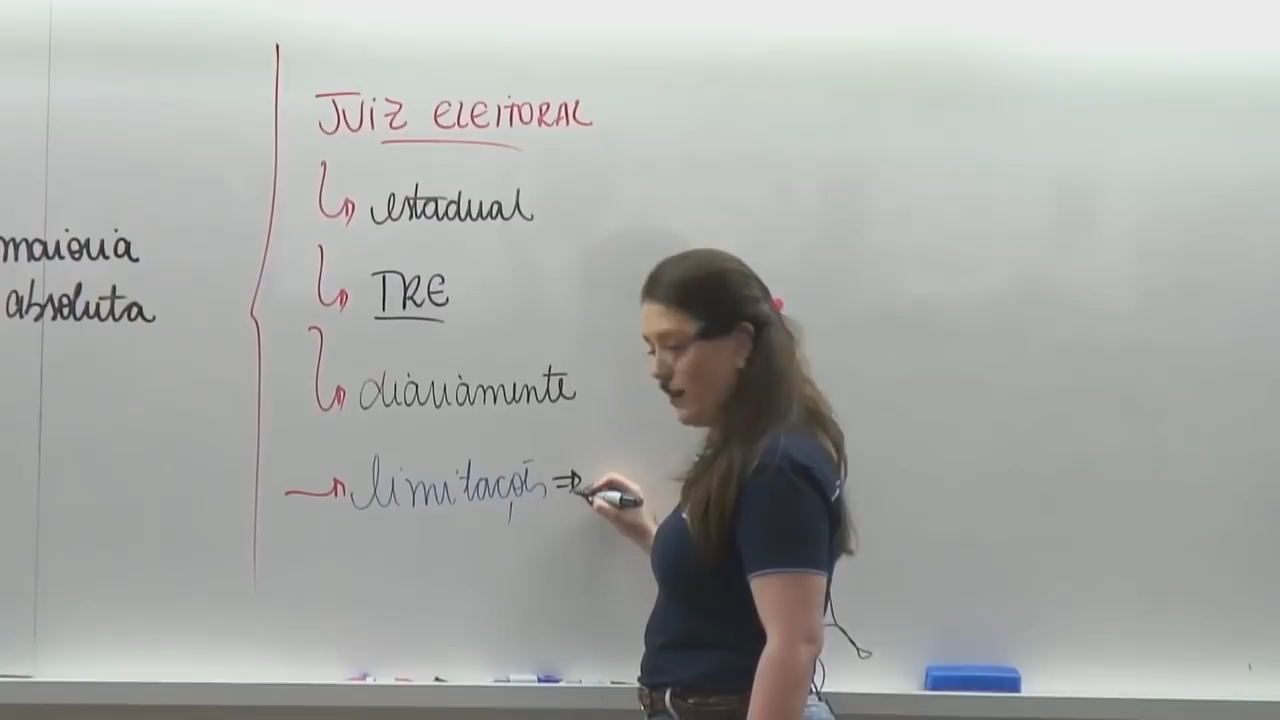 maioria
absoluta
JUIZ ELEITORAL
estadual
TRE
diariamente
limitações ⇒